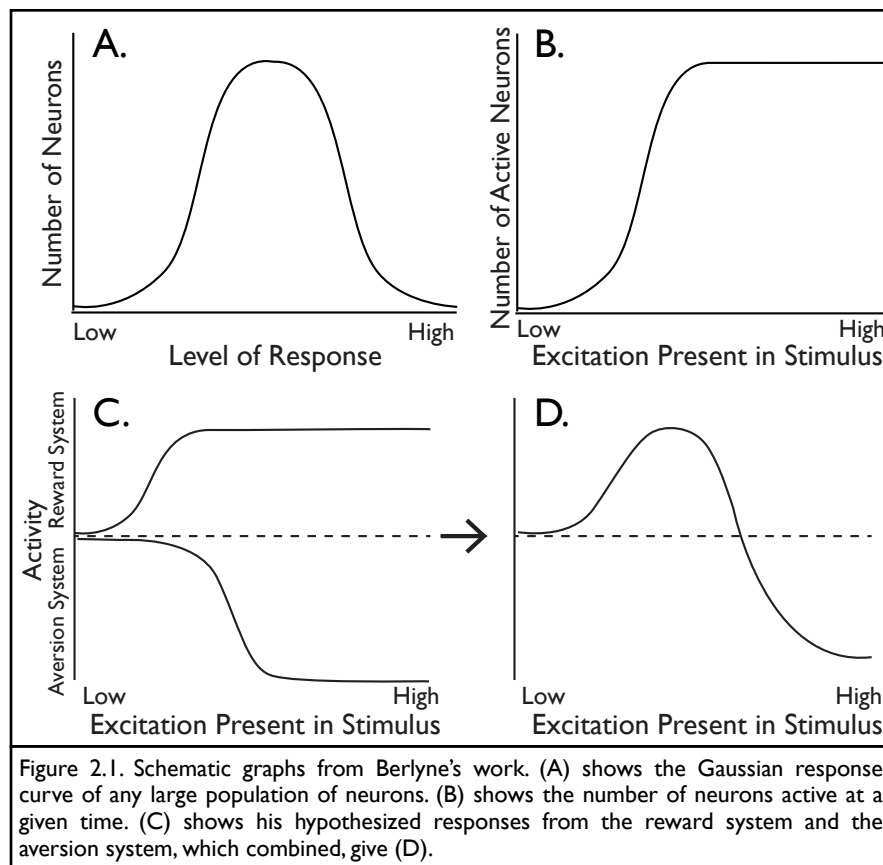 A.
Number of Neurons
Low High
Level of Response
B.
Number of Active Neurons
Low High
Excitation Present in Stimulus
C.
Activity
Reward System
Aversion System
Low High
Excitation Present in Stimulus
D.
Low High
Excitation Present in Stimulus
Figure 2.1. Schematic graphs from Berlyne's work. (A) shows the Gaussian response
curve of any large population of neurons. (B) shows the number of neurons active at a
given time. (C) shows his hypothesized responses from the reward system and the
aversion system, which combined, give (D).